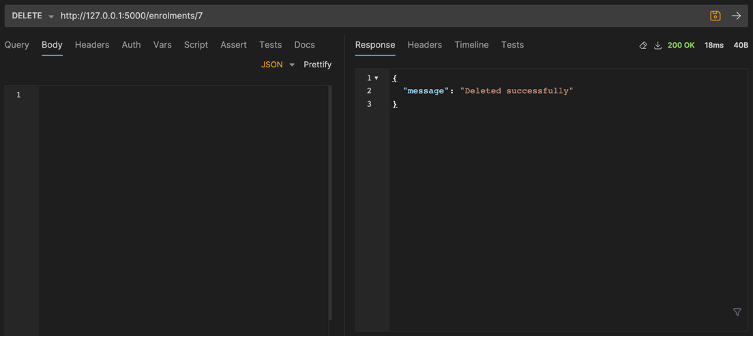 DELETE http://127.0.0.1:5000/enrolments/7
Query Body Headers Auth Vars Script Assert Tests Docs
JSON Prettify
1
Response Headers Timeline Tests 200 OK 18ms 40B
1 {
2 "message": "Deleted successfully"
3 }